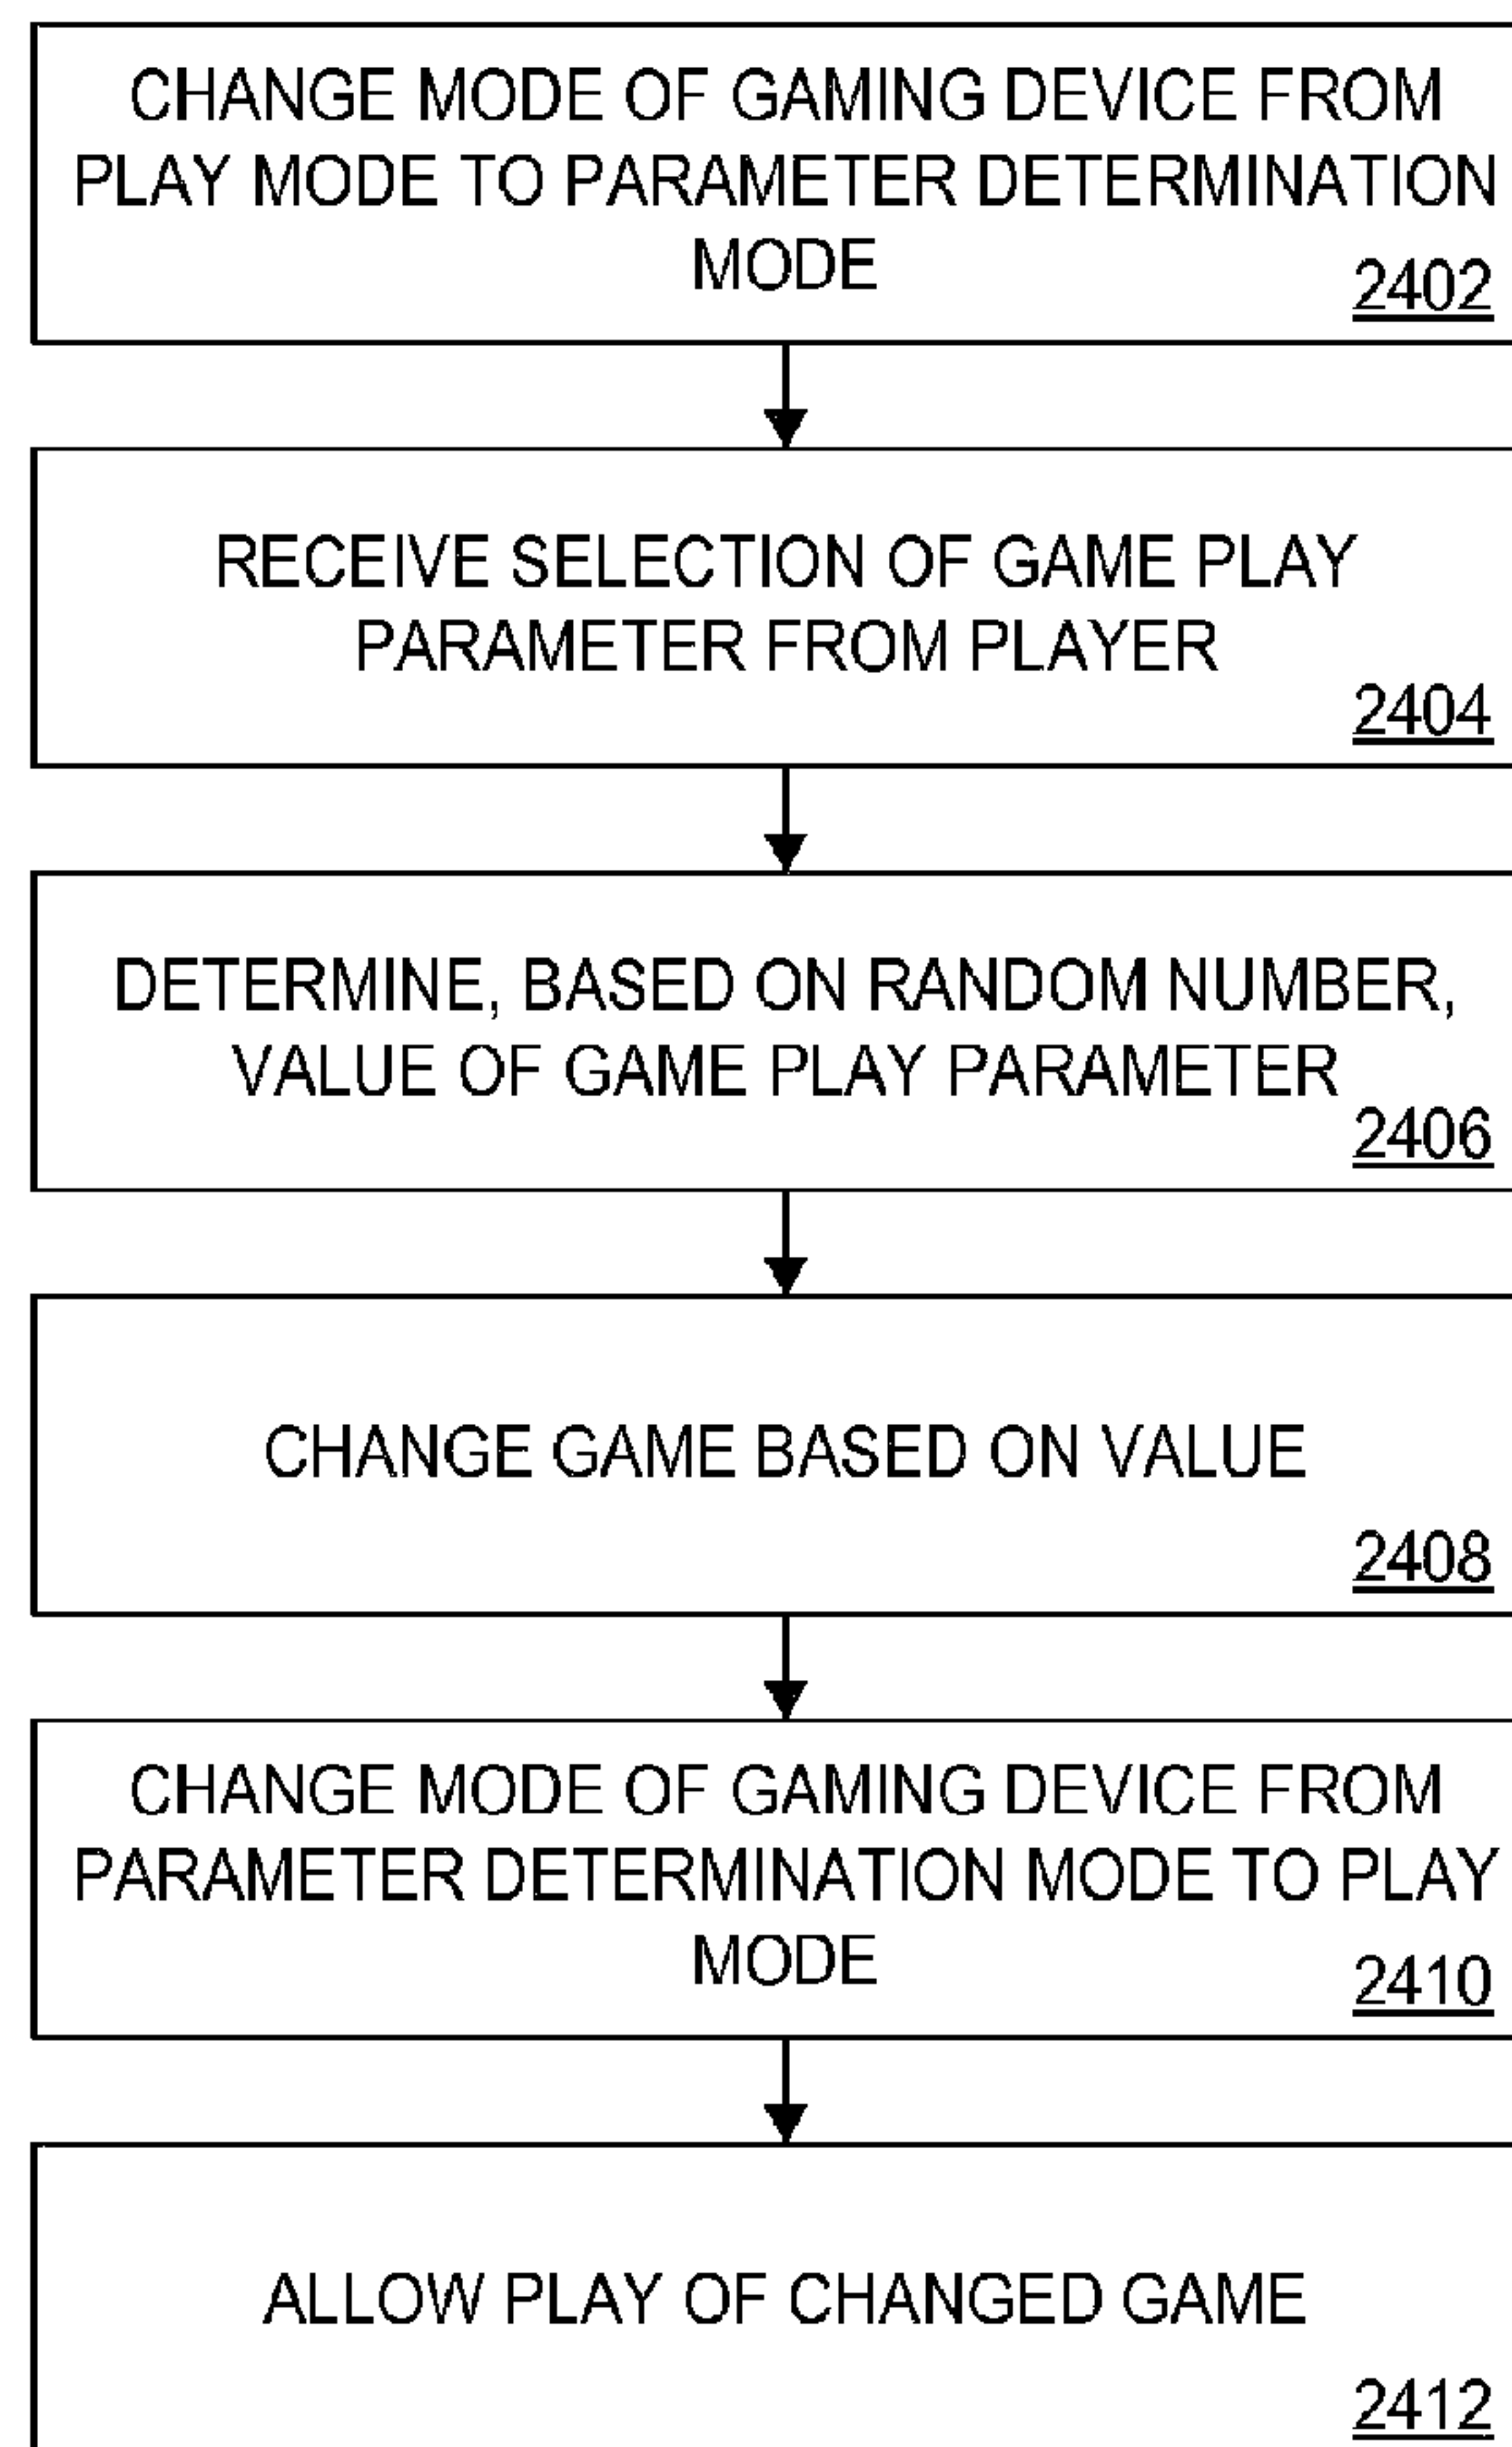 CHANGE MODE OF GAMING DEVICE FROM
PLAY MODE TO PARAMETER DETERMINATION
MODE
2402
RECEIVE SELECTION OF GAME PLAY
PARAMETER FROM PLAYER
2404
DETERMINE, BASED ON RANDOM NUMBER,
VALUE OF GAME PLAY PARAMETER
2406
CHANGE GAME BASED ON VALUE
2408
CHANGE MODE OF GAMING DEVICE FROM
PARAMETER DETERMINATION MODE TO PLAY
MODE
2410
ALLOW PLAY OF CHANGED GAME
2412